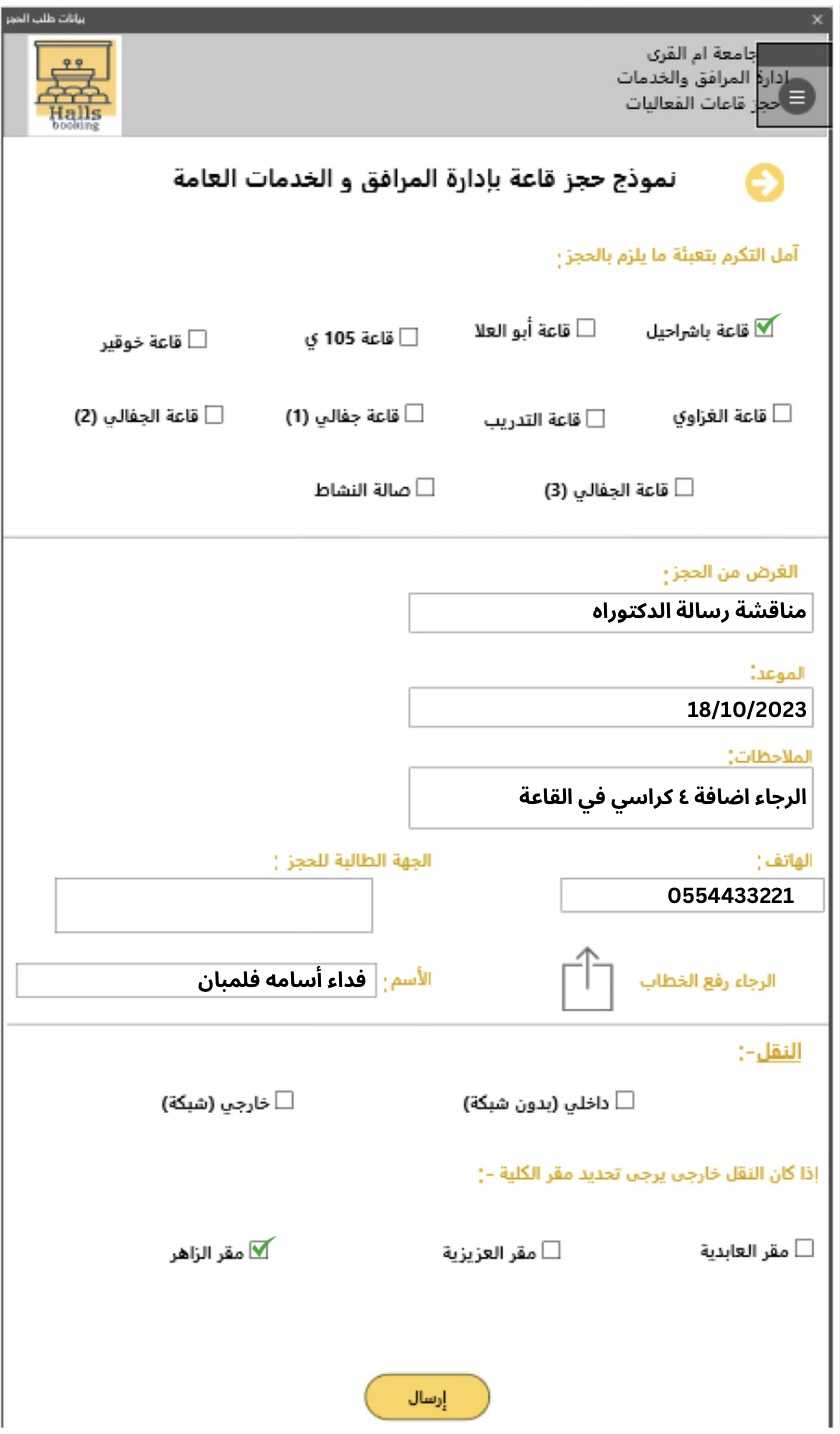 بيانات طلب الحجز
جامعة ام القرى
إدارة المرافق والخدمات
حجز قاعات الفعاليات
Halls
booking
نموذج حجز قاعة بإدارة المرافق و الخدمات العامة
آمل التكرم بتعبئة ما يلزم بالحجز :
قاعة باشراحيل قاعة أبو العلا قاعة 105 ي قاعة خوقير
قاعة الغزاوي قاعة التدريب قاعة جفالي (1) قاعة الجفالي (2)
قاعة الجفالي (3) صالة النشاط
الغرض من الحجز :
مناقشة رسالة الدكتوراه
الموعد:
18/10/2023
الملاحظات:
الرجاء اضافة ٤ كراسي في القاعة
الهاتف : الجهة الطالبة للحجز :
0554433221
الرجاء رفع الخطاب الأسم : فداء أسامه فلمبان
النقل-:
داخلي (بدون شبكة) خارجي (شبكة)
إذا كان النقل خارجى يرجى تحديد مقر الكلية -:
مقر العابدية مقر العزيزية مقر الزاهر
إرسال